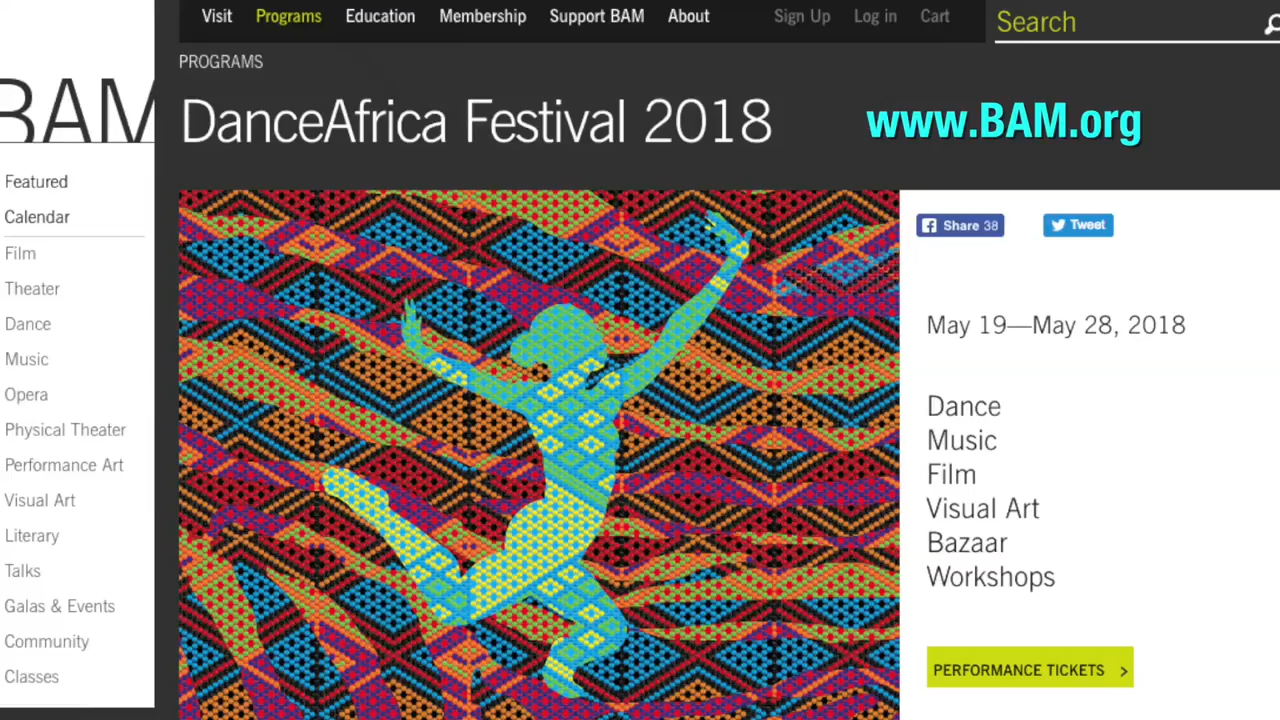 Visit Programs Education Membership Support BAM About Sign Up Log in Cart Search
PROGRAMS
BAM
DanceAfrica Festival 2018
www.BAM.org
Featured
Calendar
Film
Theater
Dance
Music
Opera
Physical Theater
Performance Art
Visual Art
Literary
Talks
Galas & Events
Community
Classes
Share 38
Tweet
May 19—May 28, 2018
Dance
Music
Film
Visual Art
Bazaar
Workshops
PERFORMANCE TICKETS >